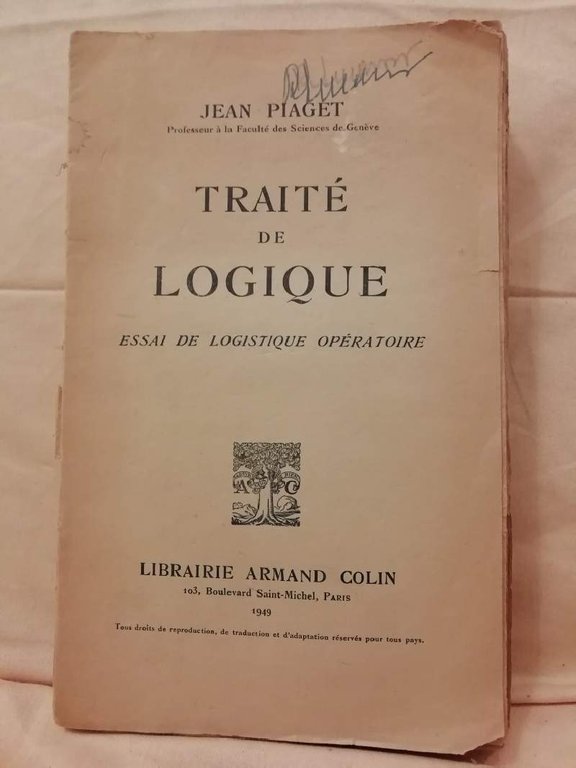 JEAN PIAGET
Professeur à la Faculté des Sciences de Genève
TRAITÉ
DE
LOGIQUE
ESSAI DE LOGISTIQUE OPÉRATOIRE
A C
LIBRAIRIE ARMAND COLIN
103, Boulevard Saint-Michel, PARIS
1949
Tous droits de reproduction, de traduction et d'adaptation réservés pour tous pays.